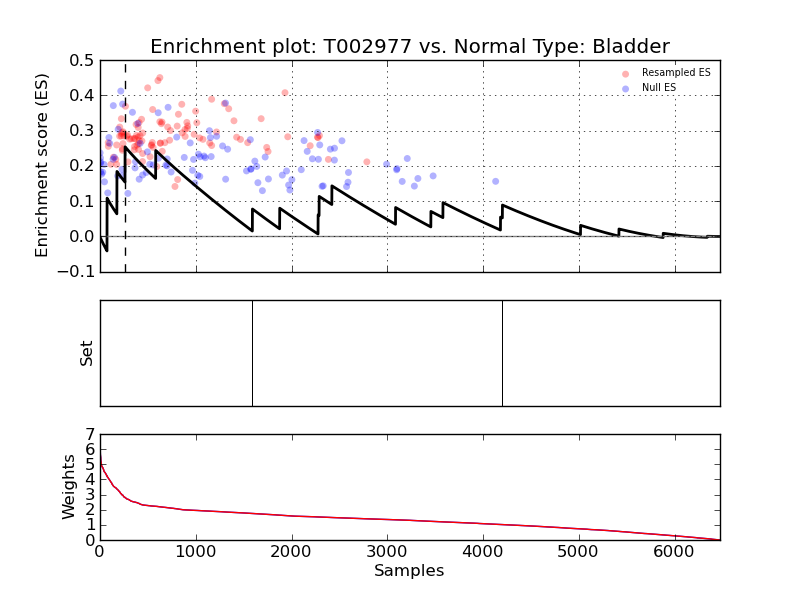 Enrichment plot: T002977 vs. Normal Type: Bladder
Enrichment score (ES)
0.5
0.4
0.3
0.2
0.1
0.0
−0.1
Resampled ES
Null ES
Set
Weights
7
6
5
4
3
2
1
0
0 1000 2000 3000 4000 5000 6000
Samples